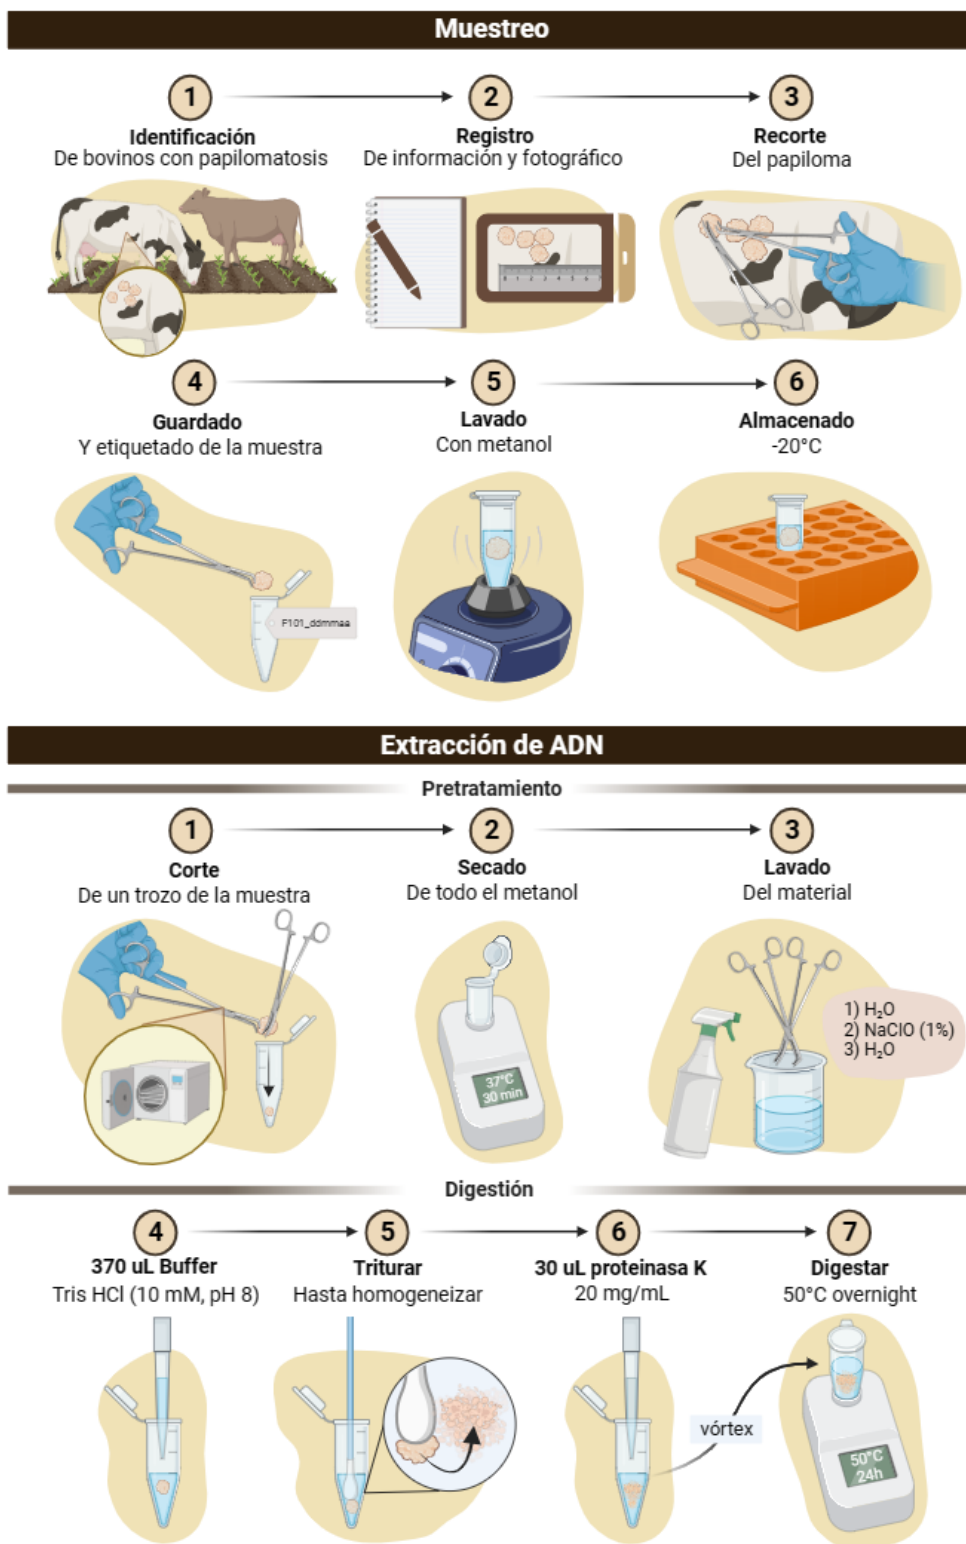 Muestreo
1
2
3
Identificación
Registro
Recorte
De bovinos con papilomatosis
De información y fotográfico
Del papiloma
4
5
6
Guardado
Lavado
Almacenado
Y etiquetado de la muestra
Con metanol
-20°C
F101_ddmmaa
Extracción de ADN
Pretratamiento
1
2
3
Corte
Secado
Lavado
De un trozo de la muestra
De todo el metanol
Del material
1) H₂O
2) NaClO (1%)
3) H₂O
37°C
30 min
Digestión
4
5
6
7
370 uL Buffer
Triturar
30 uL proteinasa K
Digestar
Tris HCl (10 mM, pH 8)
Hasta homogeneizar
20 mg/mL
50°C overnight
vórtex
50°C
24h